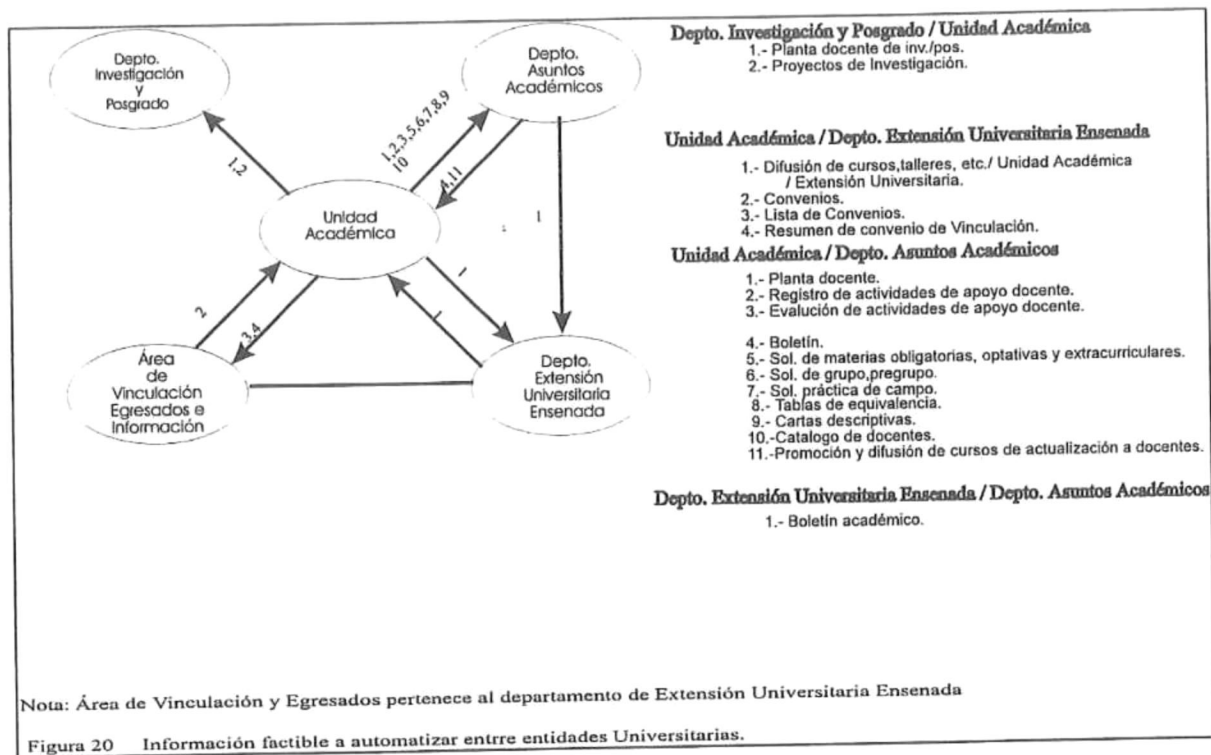 Depto.
Investigación
y
Posgrado
Depto.
Asuntos
Académicos
1,2
1,2,3,5,6,7,8,9
10
4,11
1
Unidad
Académica
2
3,4
1
1
Área
de
Vinculación
Egresados e
Información
Depto.
Extensión
Universitaria
Ensenada
Depto. Investigación y Posgrado / Unidad Académica
1.- Planta docente de inv./pos.
2.- Proyectos de Investigación.
Unidad Académica / Depto. Extensión Universitaria Ensenada
1.- Difusión de cursos,talleres, etc./ Unidad Académica
/ Extensión Universitaria.
2.- Convenios.
3.- Lista de Convenios.
4.- Resumen de convenio de Vinculación.
Unidad Académica / Depto. Asuntos Académicos
1.- Planta docente.
2.- Registro de actividades de apoyo docente.
3.- Evalución de actividades de apoyo docente.
4.- Boletín.
5.- Sol. de materias obligatorias, optativas y extracurriculares.
6.- Sol. de grupo,pregrupo.
7.- Sol. práctica de campo.
8.- Tablas de equivalencia.
9.- Cartas descriptivas.
10.-Catalogo de docentes.
11.-Promoción y difusión de cursos de actualización a docentes.
Depto. Extensión Universitaria Ensenada / Depto. Asuntos Académicos
1.- Boletín académico.
Nota: Área de Vinculación y Egresados pertenece al departamento de Extensión Universitaria Ensenada
Figura 20 Información factible a automatizar entrre entidades Universitarias.